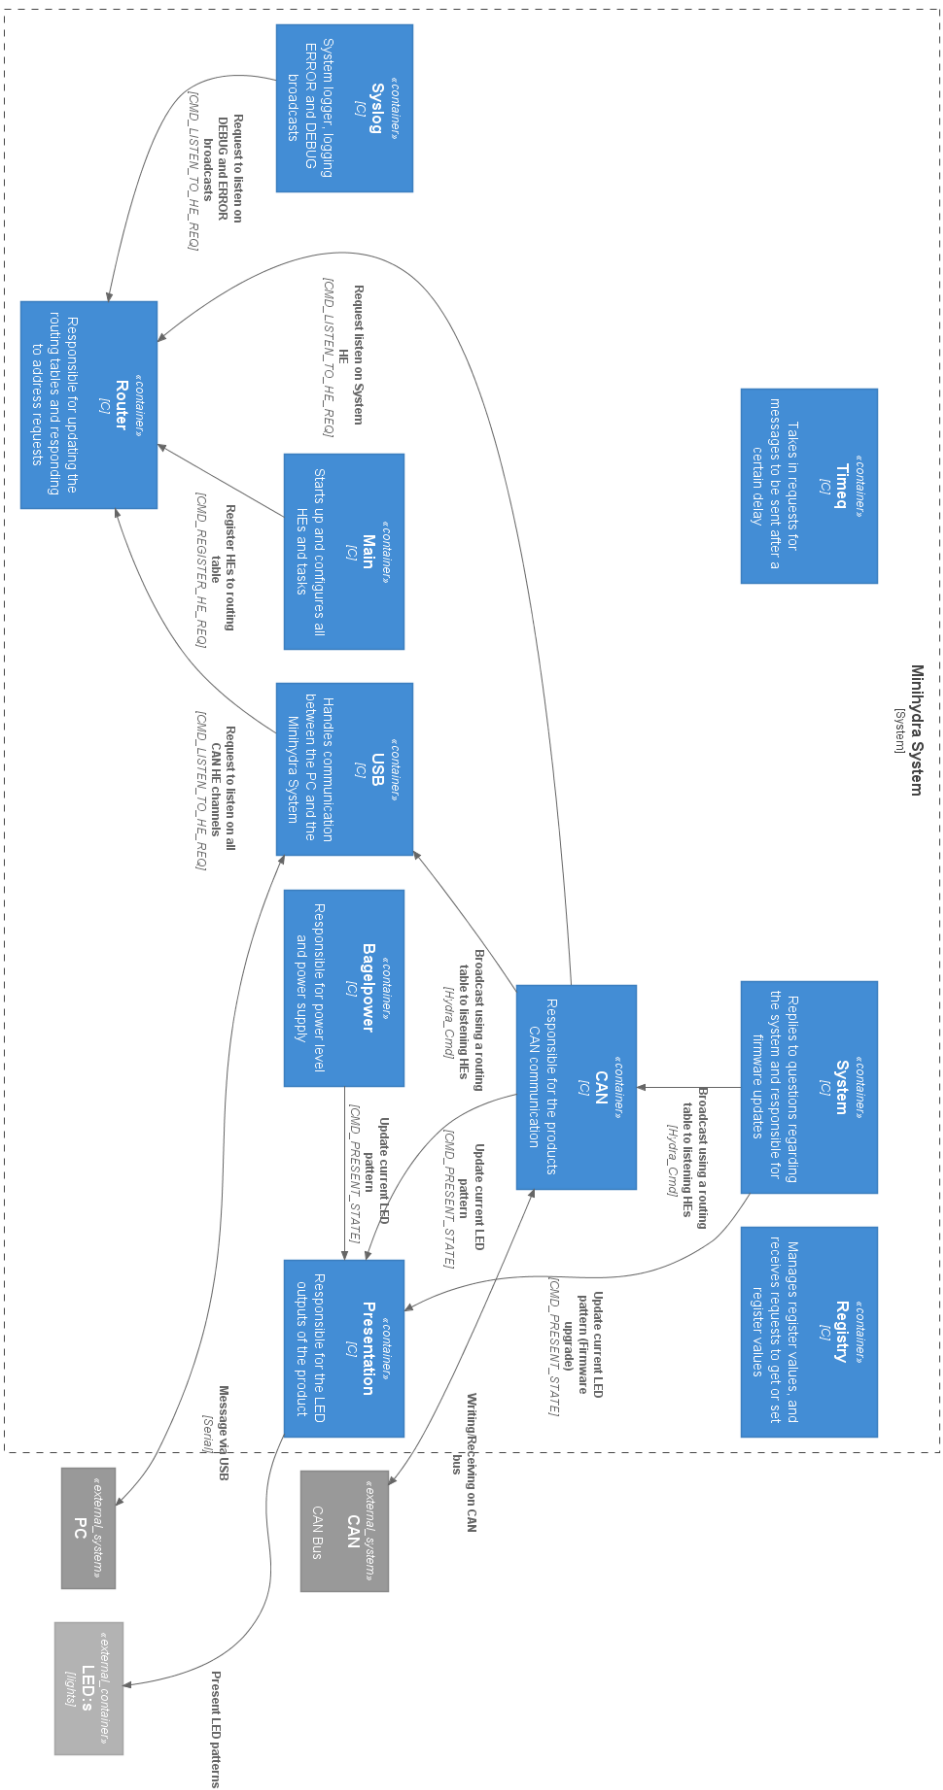 Minihydra System
[System]
«container»
Timeq
[C]
Takes in requests for
messages to be sent after a
certain delay
«container»
System
[C]
Replies to questions regarding
the system and responsible for
firmware updates
«container»
Registry
[C]
Manages register values, and
receives requests to get or set
register values
Broadcast using a routing
table to listening HEs
[Hydra_Cmd]
Update current LED
pattern (Firmware
upgrade)
[CMD_PRESENT_STATE]
«container»
CAN
[C]
Responsible for the products
CAN communication
Broadcast using a routing
table to listening HEs
[Hydra_Cmd]
Update current LED
pattern
[CMD_PRESENT_STATE]
Writing/Receiving on CAN
bus
«container»
Syslog
[C]
System logger, logging
ERROR and DEBUG
broadcasts
Request listen on System
HE
[CMD_LISTEN_TO_HE_REQ]
«container»
Main
[C]
Starts up and configures all
HEs and tasks
«container»
USB
[C]
Handles communication
between the PC and the
Minihydra System
«container»
Bagelpower
[C]
Responsible for power level
and power supply
Update current LED
pattern
[CMD_PRESENT_STATE]
«container»
Presentation
[C]
Responsible for the LED
outputs of the product
«external_system»
CAN
CAN Bus
Request to listen on
DEBUG and ERROR
broadcasts
[CMD_LISTEN_TO_HE_REQ]
Register HEs to routing
table
[CMD_REGISTER_HE_REQ]
Request to listen on all
CAN HE channels
[CMD_LISTEN_TO_HE_REQ]
Message via USB
[Serial]
Present LED patterns
«container»
Router
[C]
Responsible for updating the
routing tables and responding
to address requests
«external_system»
PC
«external_container»
LED:s
[lights]